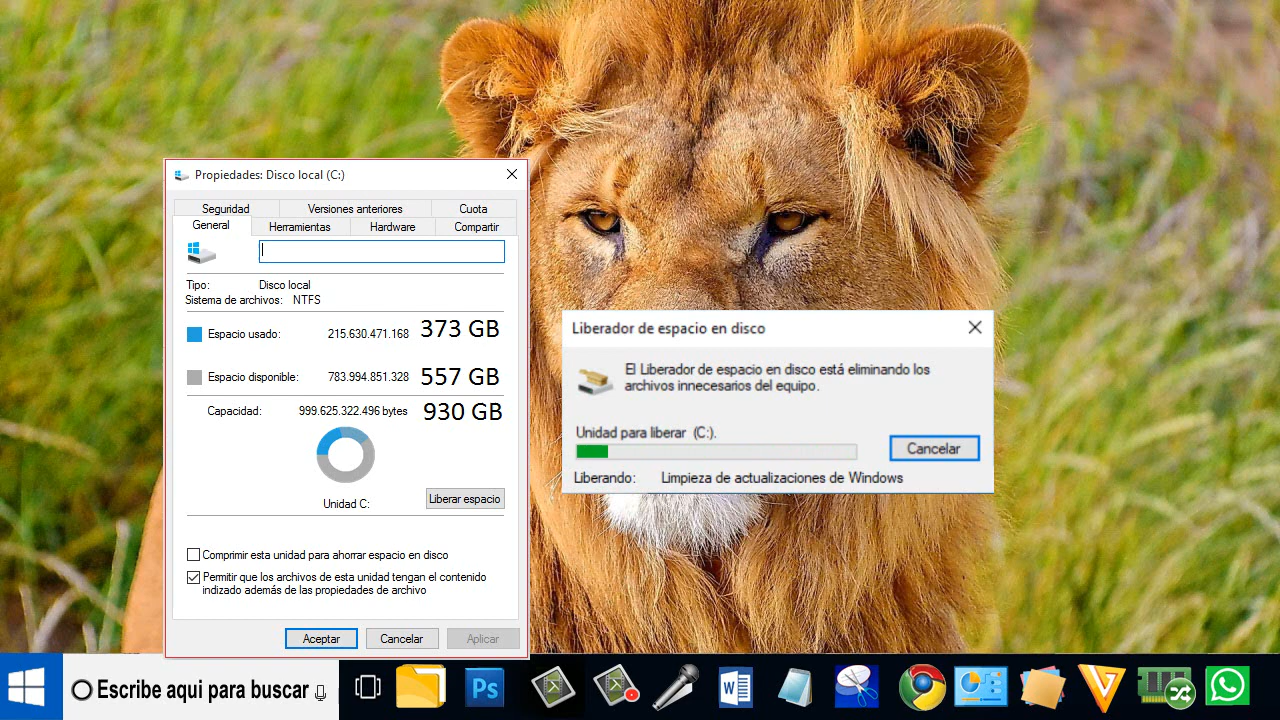 Propiedades: Disco local (C:)
Seguridad
Versiones anteriores
Cuota
General
Herramientas
Hardware
Compartir
Tipo: Disco local
Sistema de archivos: NTFS
Espacio usado: 215.630.471.168 373 GB
Espacio disponible: 783.994.851.328 557 GB
Capacidad: 999.625.322.496 bytes 930 GB
Unidad C:
Liberar espacio
Comprimir esta unidad para ahorrar espacio en disco
Permitir que los archivos de esta unidad tengan el contenido
indizado además de las propiedades de archivo
Aceptar
Cancelar
Aplicar
Liberador de espacio en disco
El Liberador de espacio en disco está eliminando los
archivos innecesarios del equipo.
Unidad para liberar (C:).
Cancelar
Liberando: Limpieza de actualizaciones de Windows
Escribe aqui para buscar
Ps
W